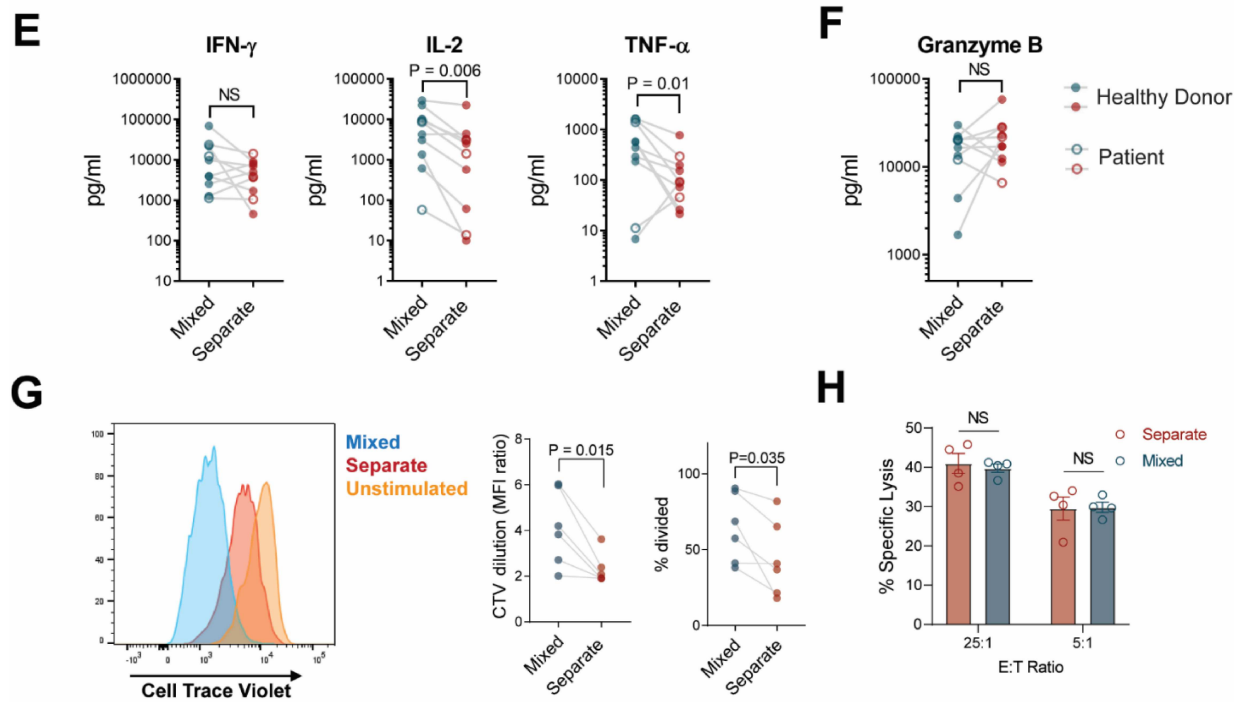 E
IFN-γ
IL-2
TNF-α
F
Granzyme B
NS
P = 0.006
P = 0.01
NS
1000000
100000
10000
1000
100
10
pg/ml
Mixed
Separate
100000
10000
1000
100
10
1
pg/ml
Mixed
Separate
10000
1000
100
10
1
pg/ml
Mixed
Separate
100000
10000
1000
pg/ml
Mixed
Separate
Healthy Donor
Patient
G
100
80
60
40
20
0
-10³
0
10³
10⁴
10⁵
Cell Trace Violet
Mixed
Separate
Unstimulated
P = 0.015
8
6
4
2
0
CTV dilution (MFI ratio)
Mixed
Separate
P=0.035
100
50
0
% divided
Mixed
Separate
H
NS
NS
50
40
30
20
10
0
% Specific Lysis
25:1
5:1
E:T Ratio
Separate
Mixed